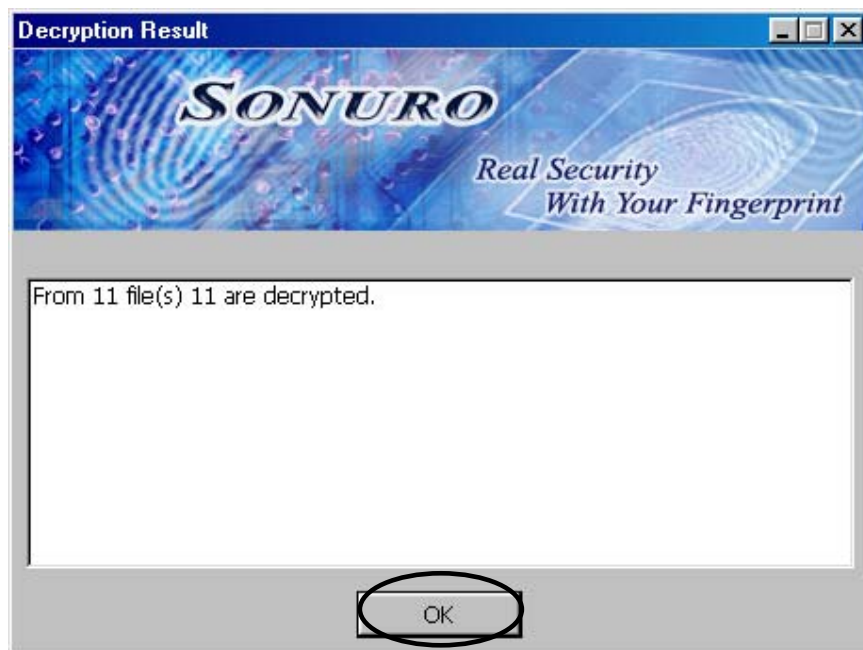 Decryption Result
SONURO
Real Security
With Your Fingerprint
From 11 file(s) 11 are decrypted.
OK